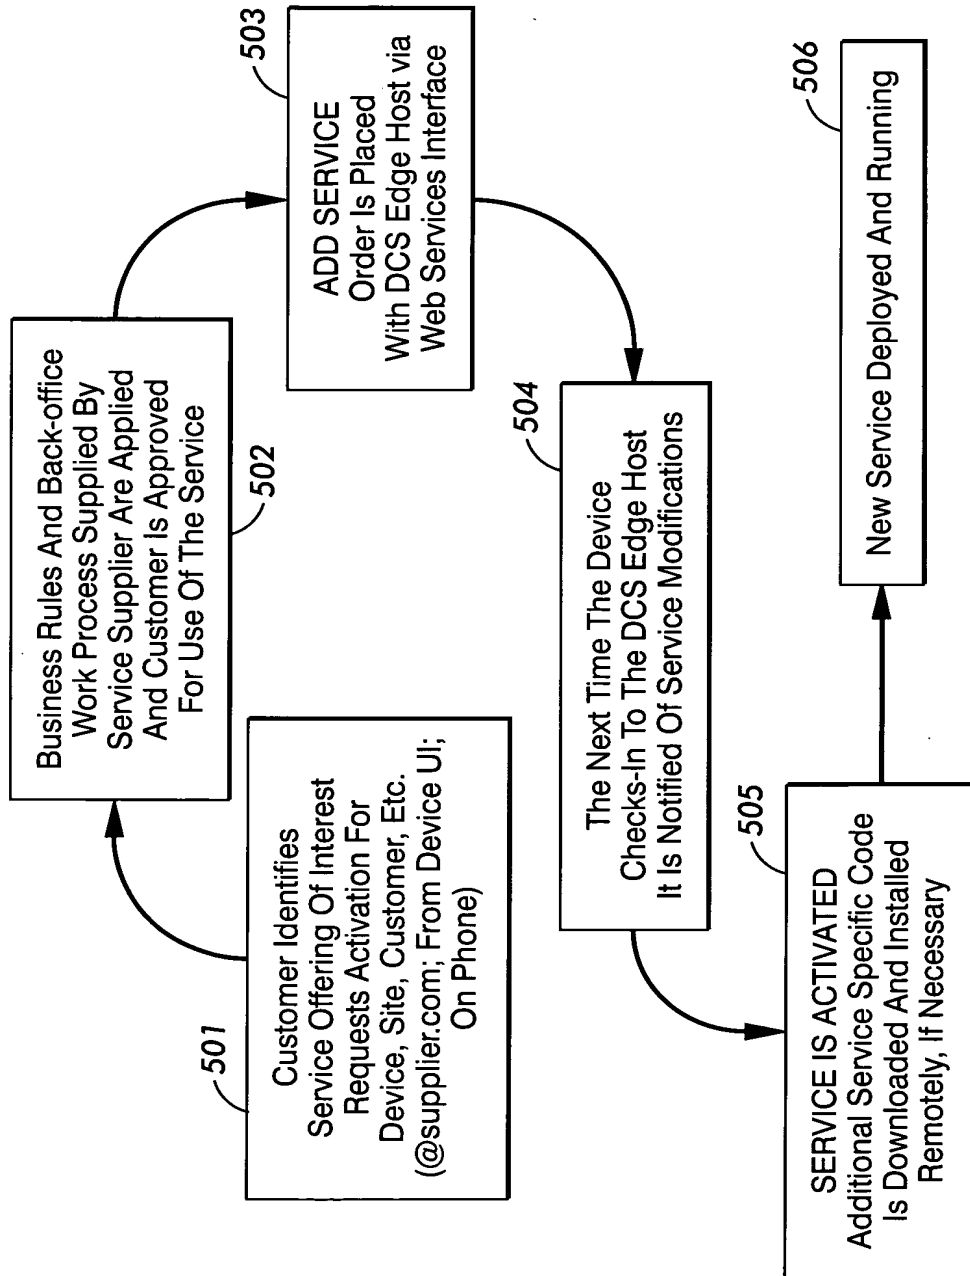 501
Customer Identifies
Service Offering Of Interest
Requests Activation For
Device, Site, Customer, Etc.
(@supplier.com; From Device UI;
On Phone)
Business Rules And Back-office
Work Process Supplied By
Service Supplier Are Applied
And Customer Is Approved
For Use Of The Service
502
503
ADD SERVICE
Order Is Placed
With DCS Edge Host via
Web Services Interface
504
The Next Time The Device
Checks-In To The DCS Edge Host
It Is Notified Of Service Modifications
505
SERVICE IS ACTIVATED
Additional Service Specific Code
Is Downloaded And Installed
Remotely, If Necessary
506
New Service Deployed And Running